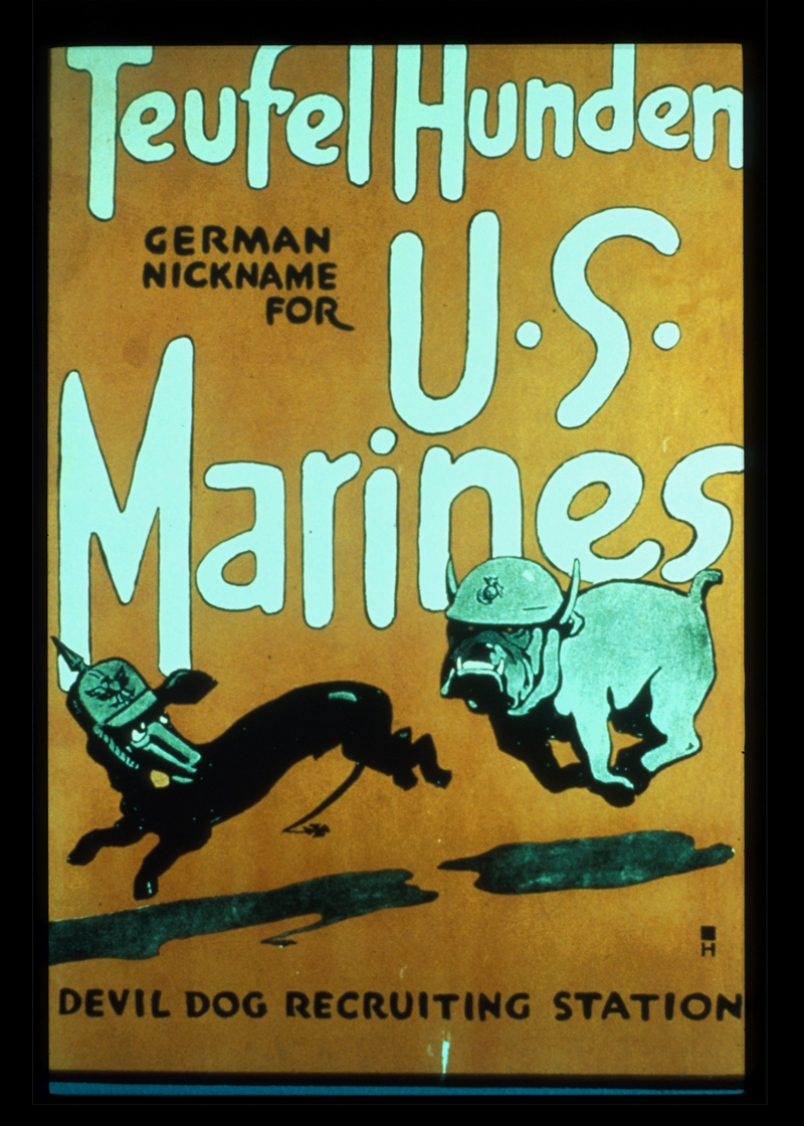 Teufel Hunden
GERMAN
NICKNAME
FOR
U.S.
Marines
H
DEVIL DOG RECRUITING STATION